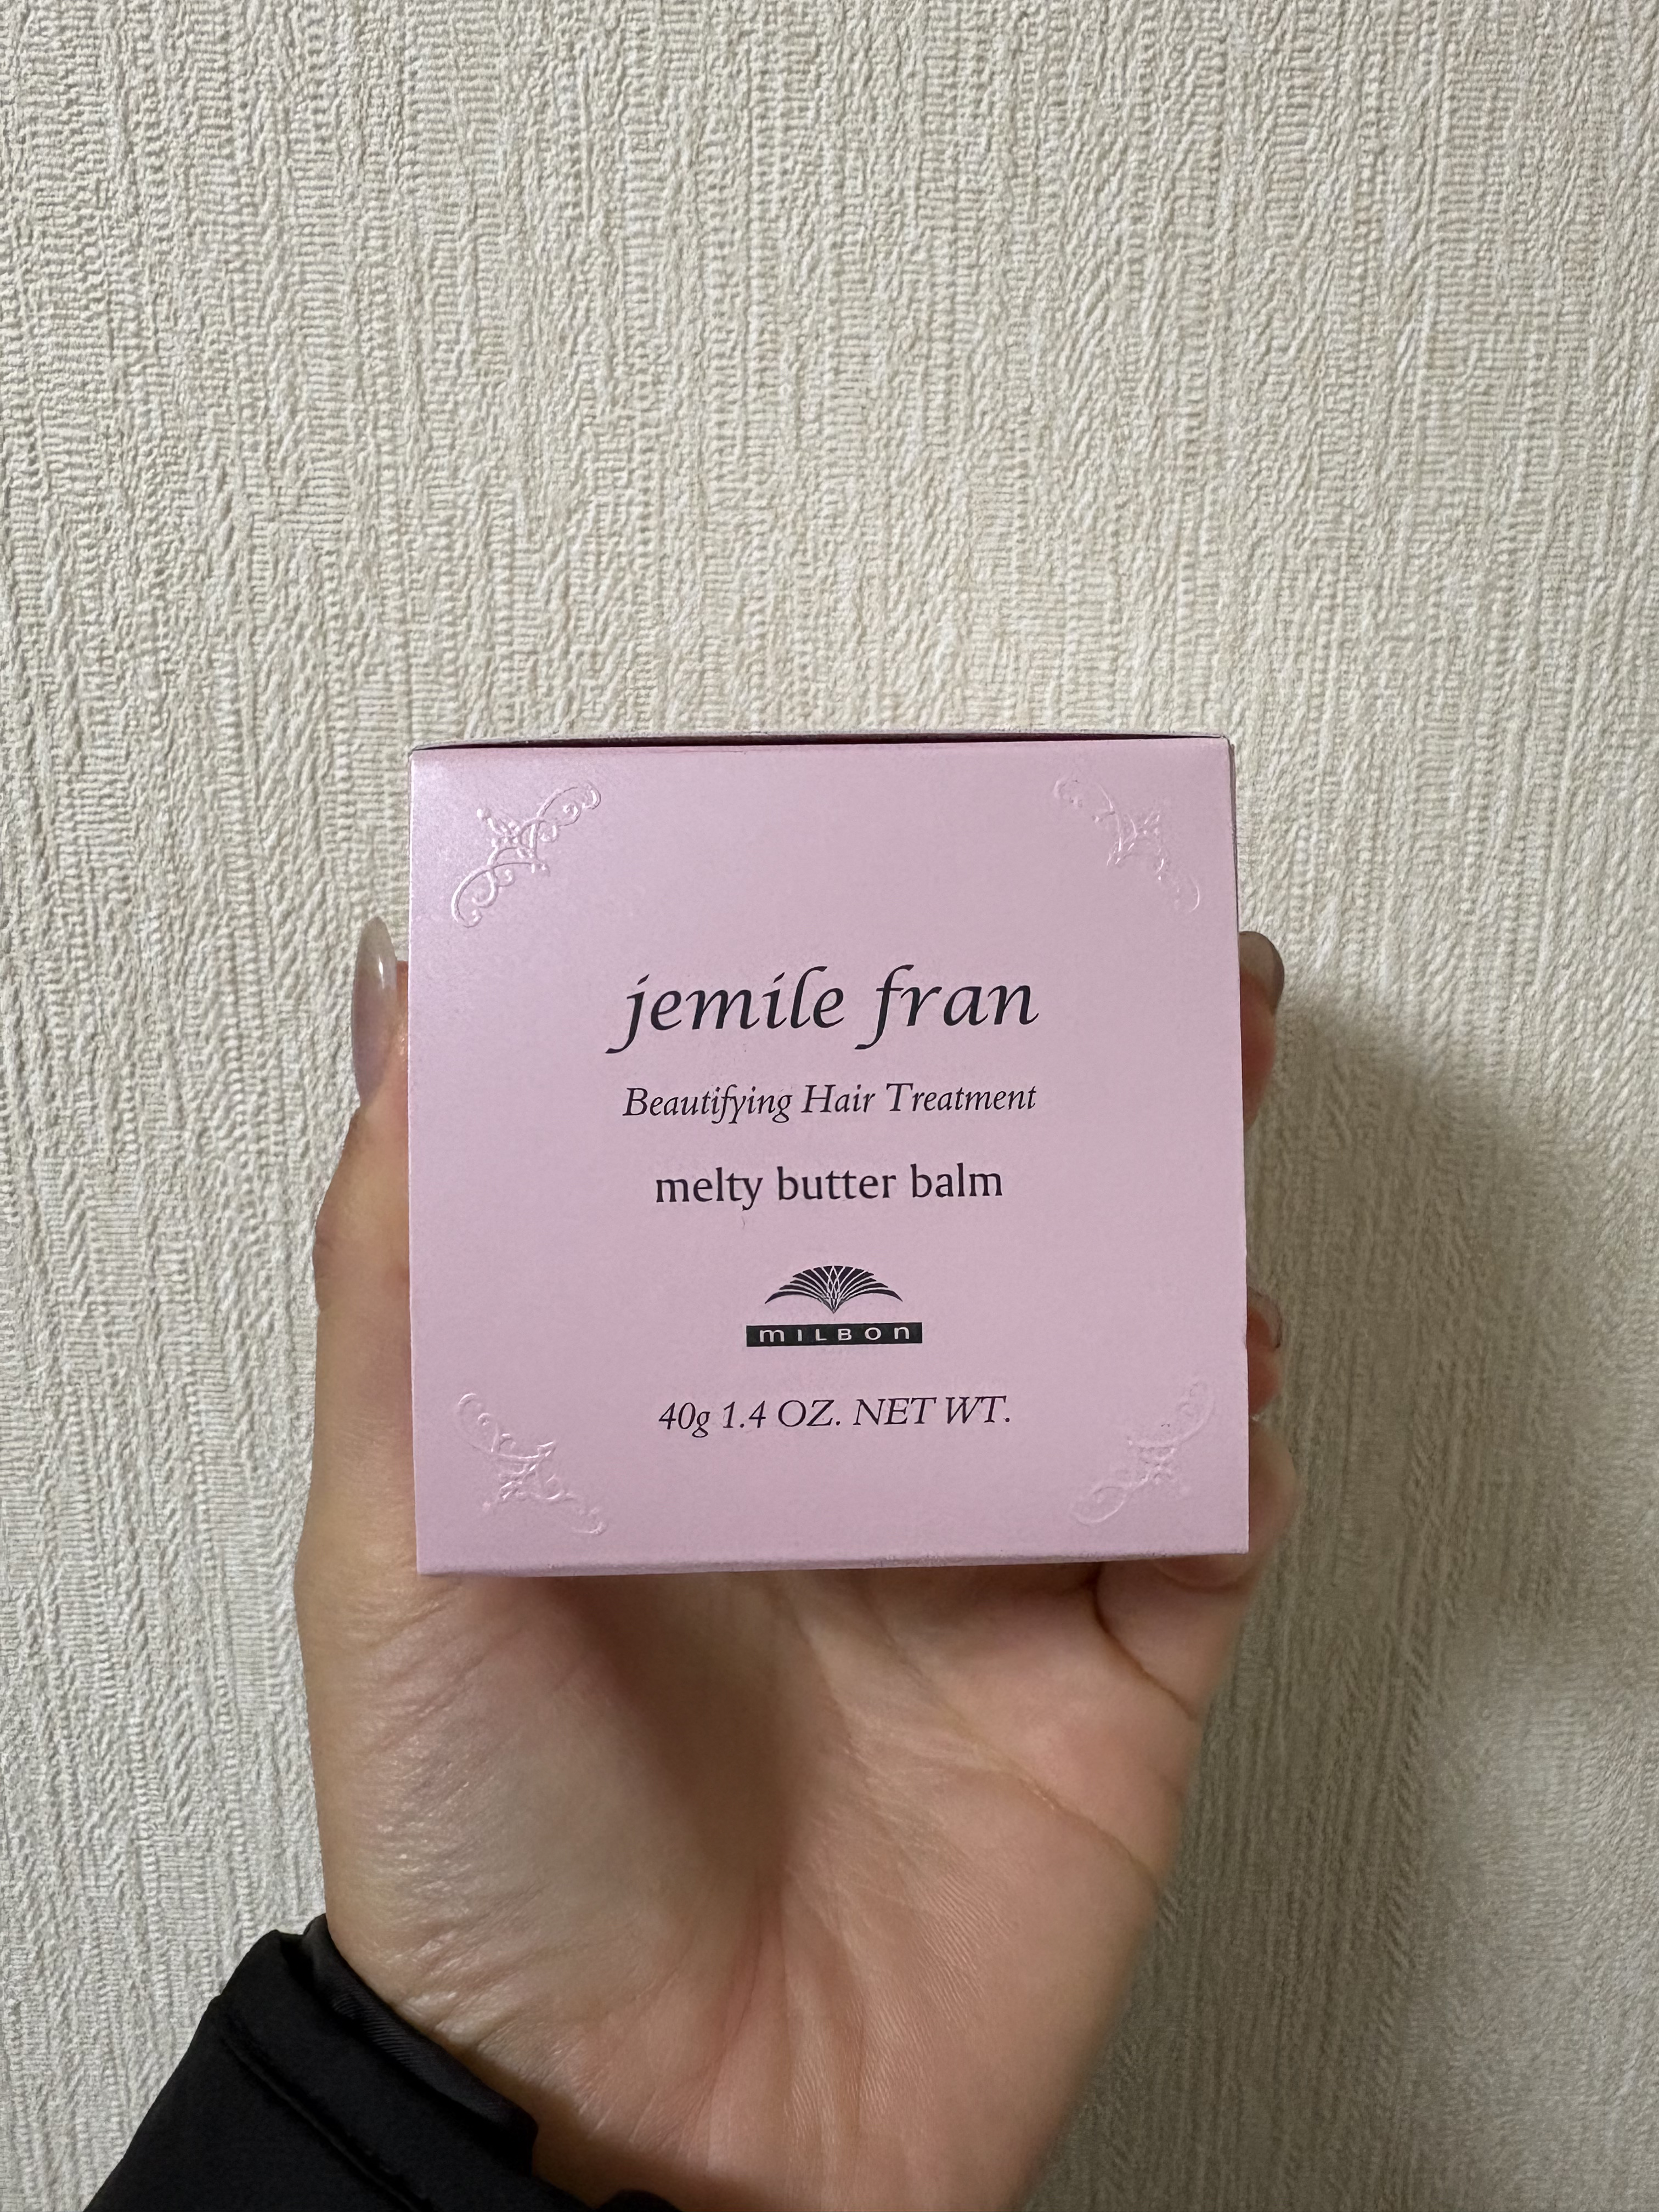 jemile fran
Beautifying Hair Treatment
melty butter balm
MILBON
40g 1.4 OZ. NET WT.